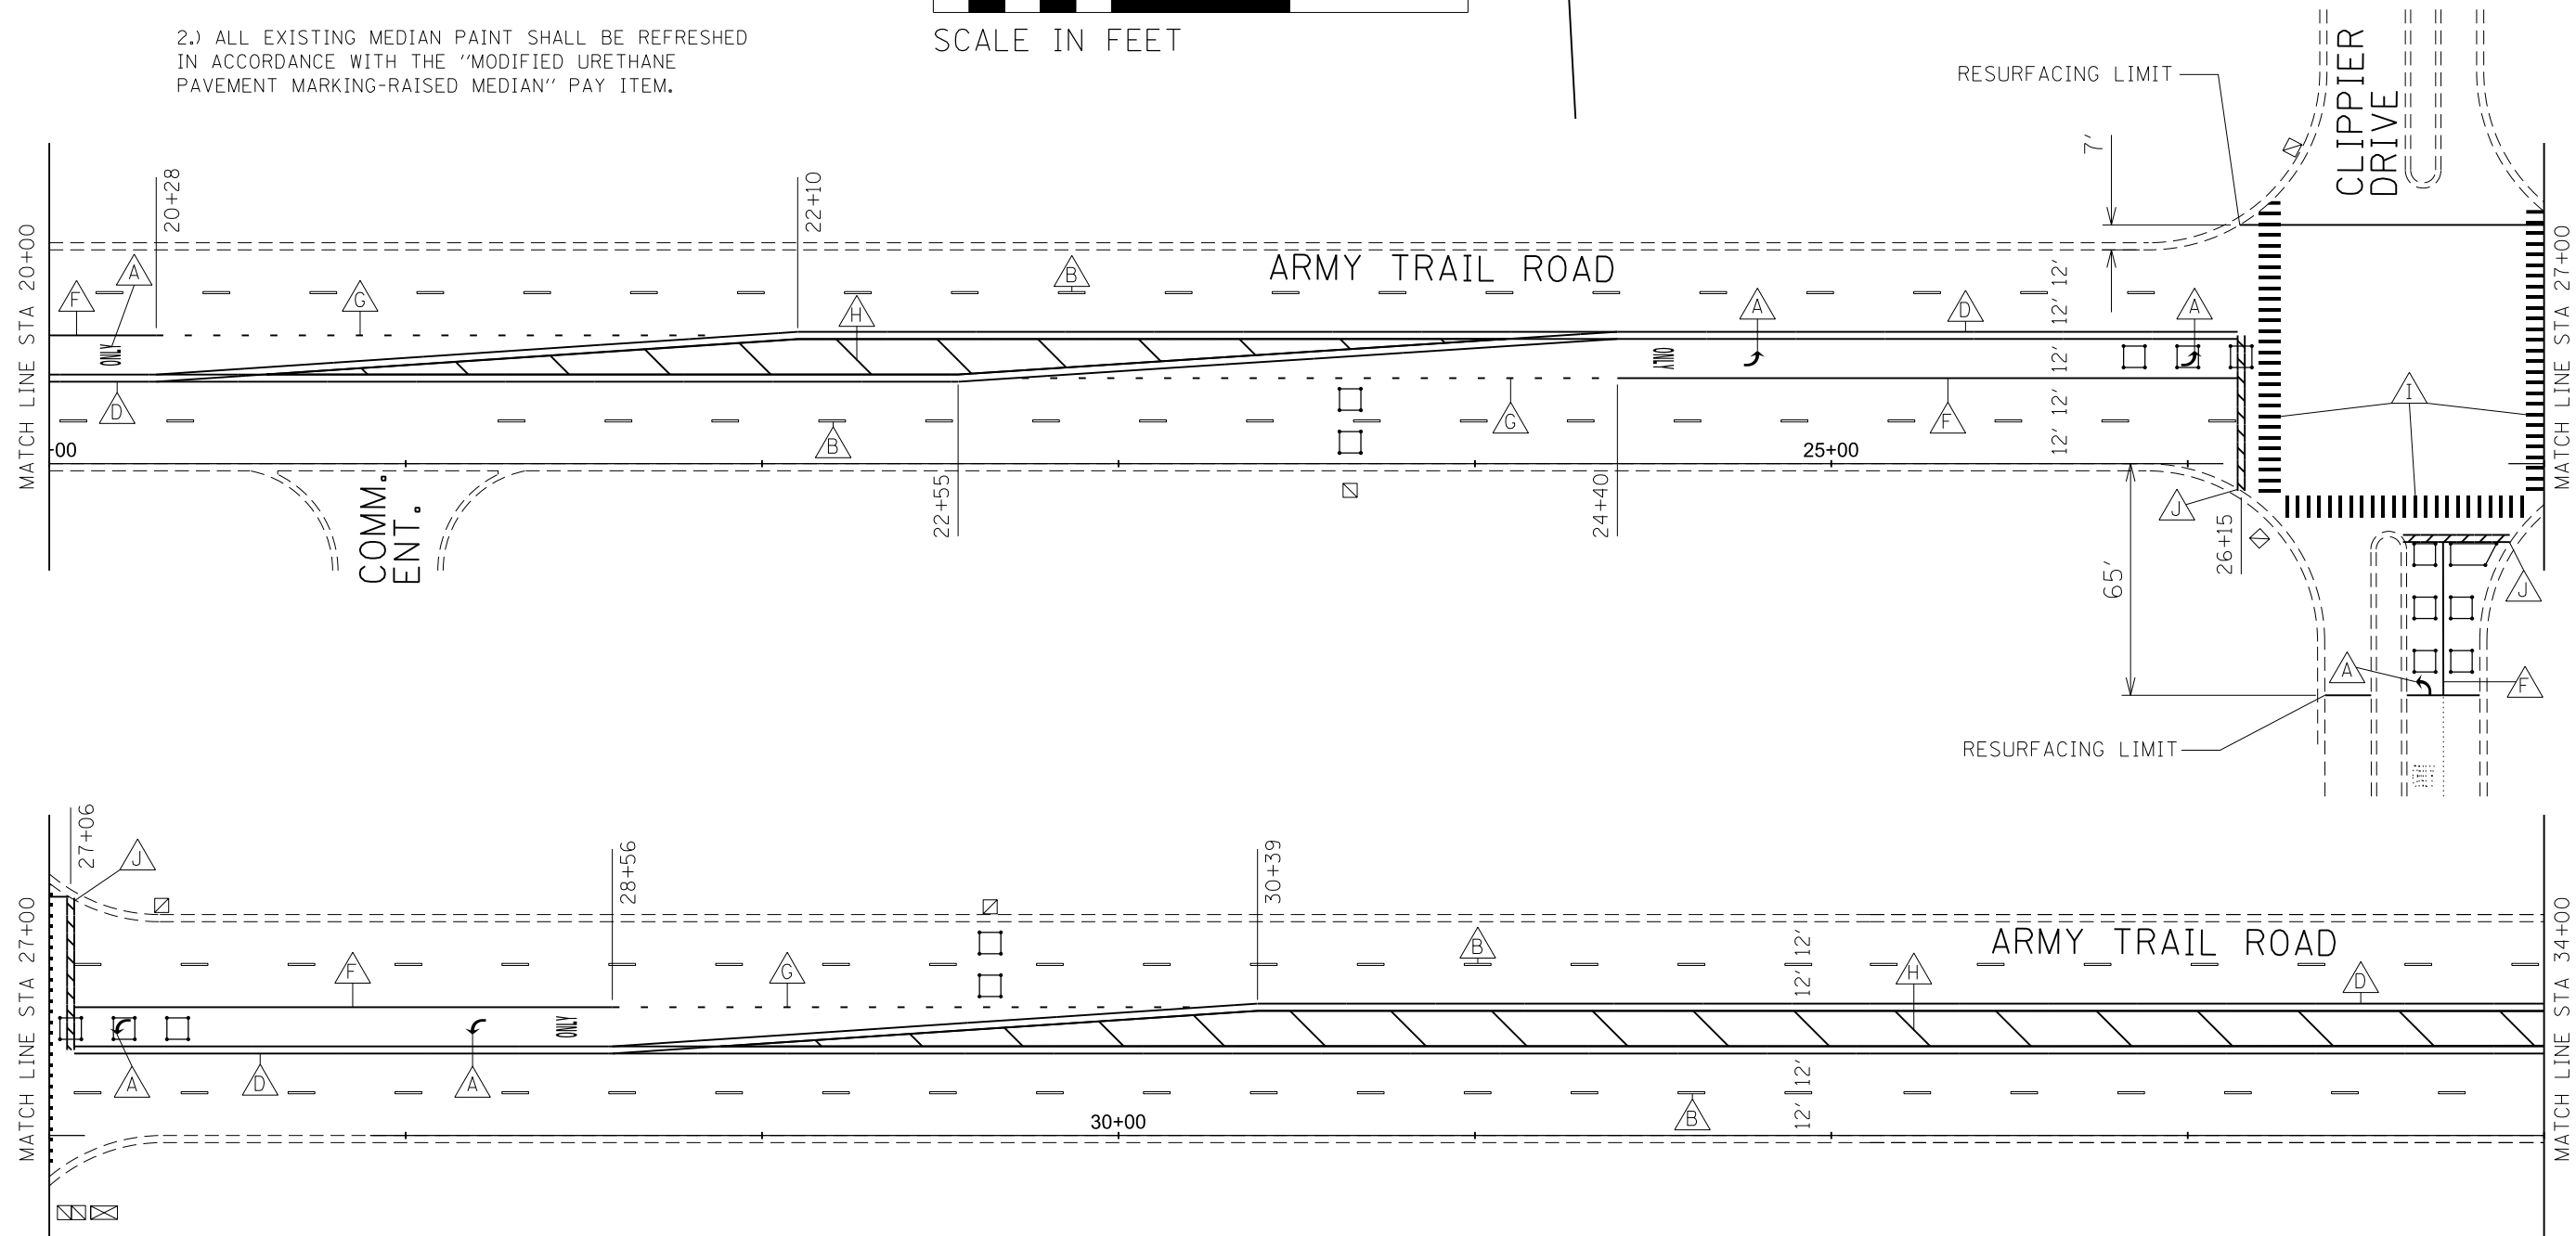 2.) ALL EXISTING MEDIAN PAINT SHALL BE REFRESHED
IN ACCORDANCE WITH THE "MODIFIED URETHANE
PAVEMENT MARKING-RAISED MEDIAN" PAY ITEM.
SCALE IN FEET
RESURFACING LIMIT
CLIPPIER
DRIVE
7'
MATCH LINE STA 20+00
20+28
22+10
ARMY TRAIL ROAD
MATCH LINE STA 27+00
F
A
G
B
H
A
D
A
ONLY
ONLY
12' 12'
12'
12' 12'
D
B
G
F
I
00
25+00
COMM.
ENT.
22+55
24+40
26+15
J
J
65'
A
F
RESURFACING LIMIT
27+06
J
28+56
30+39
MATCH LINE STA 27+00
ARMY TRAIL ROAD
MATCH LINE STA 34+00
F
G
B
H
D
ONLY
12' 12'
A
D
A
B
12' 12'
30+00